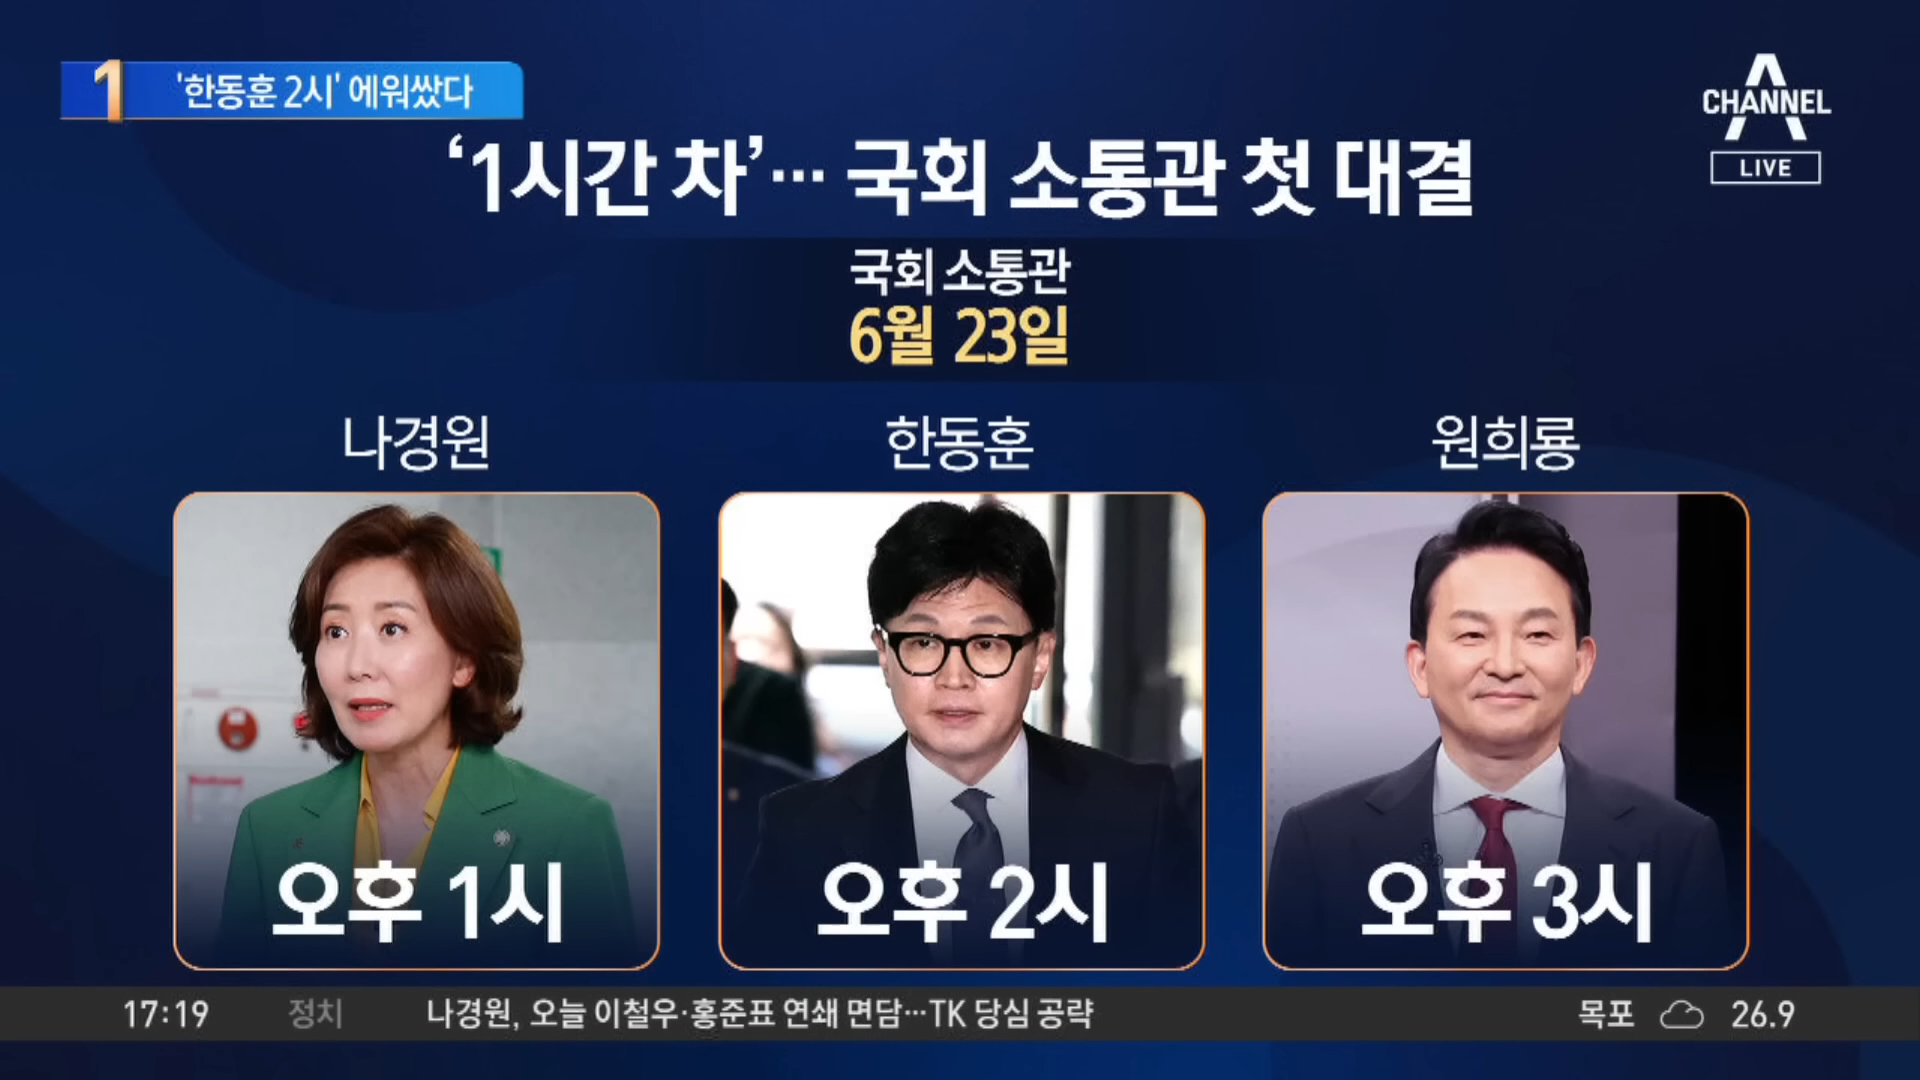 1 '한동훈 2시' 에워쌌다
CHANNEL A
LIVE
‘1시간 차’… 국회 소통관 첫 대결
국회 소통관
6월 23일
나경원
한동훈
원희룡
오후 1시
오후 2시
오후 3시
17:19 정치 나경원, 오늘 이철우·홍준표 연쇄 면담…TK 당심 공략 목포 26.9